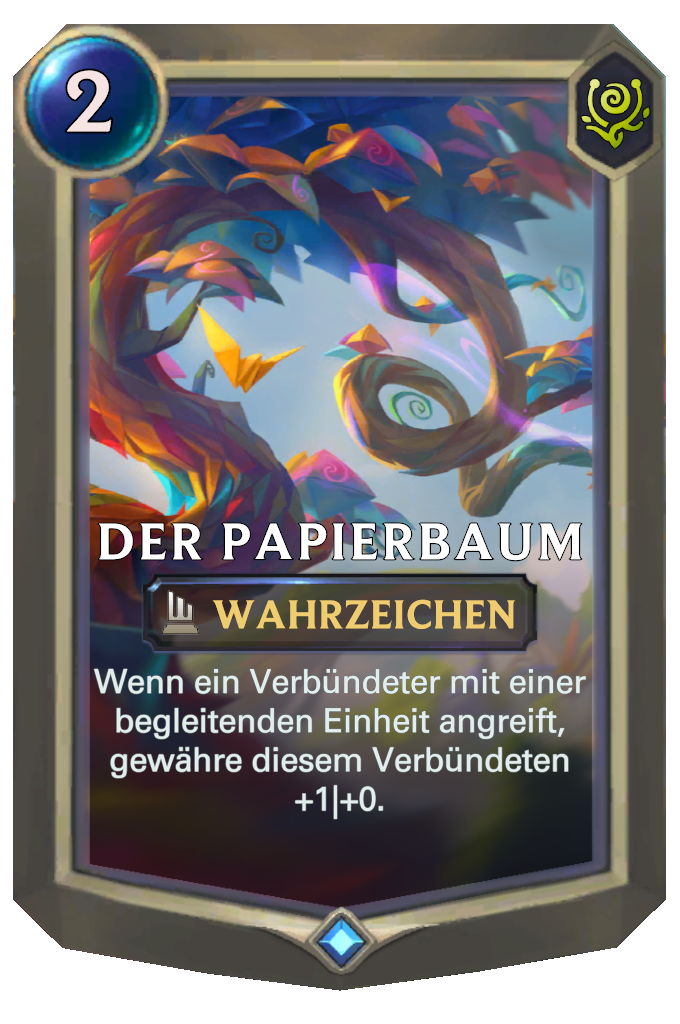 2
DER PAPIERBAUM
WAHRZEICHEN
Wenn ein Verbündeter mit einer
begleitenden Einheit angreift,
gewähre diesem Verbündeten
+1|+0.